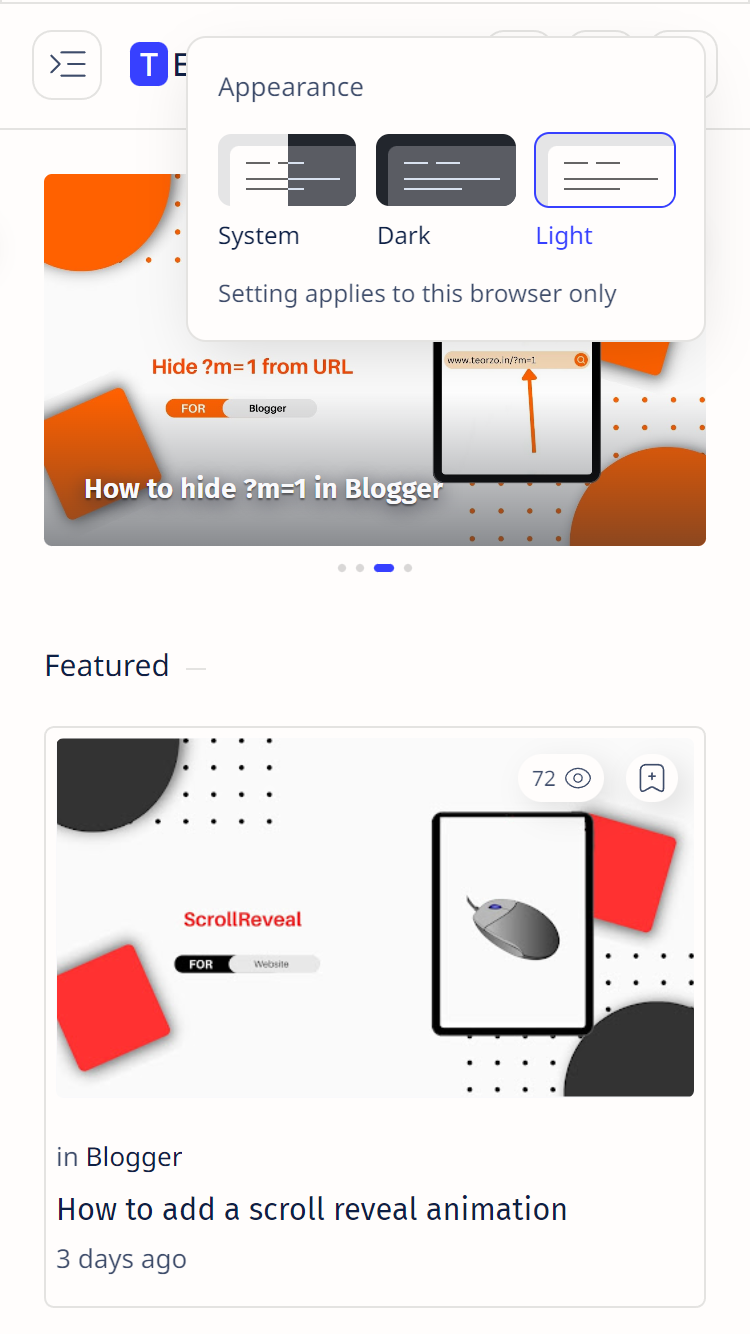 T E
Appearance
System Dark Light
Setting applies to this browser only
www.teorzo.in/?m=1
Hide ?m=1 from URL
FOR Blogger
How to hide ?m=1 in Blogger
Featured
72
ScrollReveal
FOR Website
in Blogger
How to add a scroll reveal animation
3 days ago